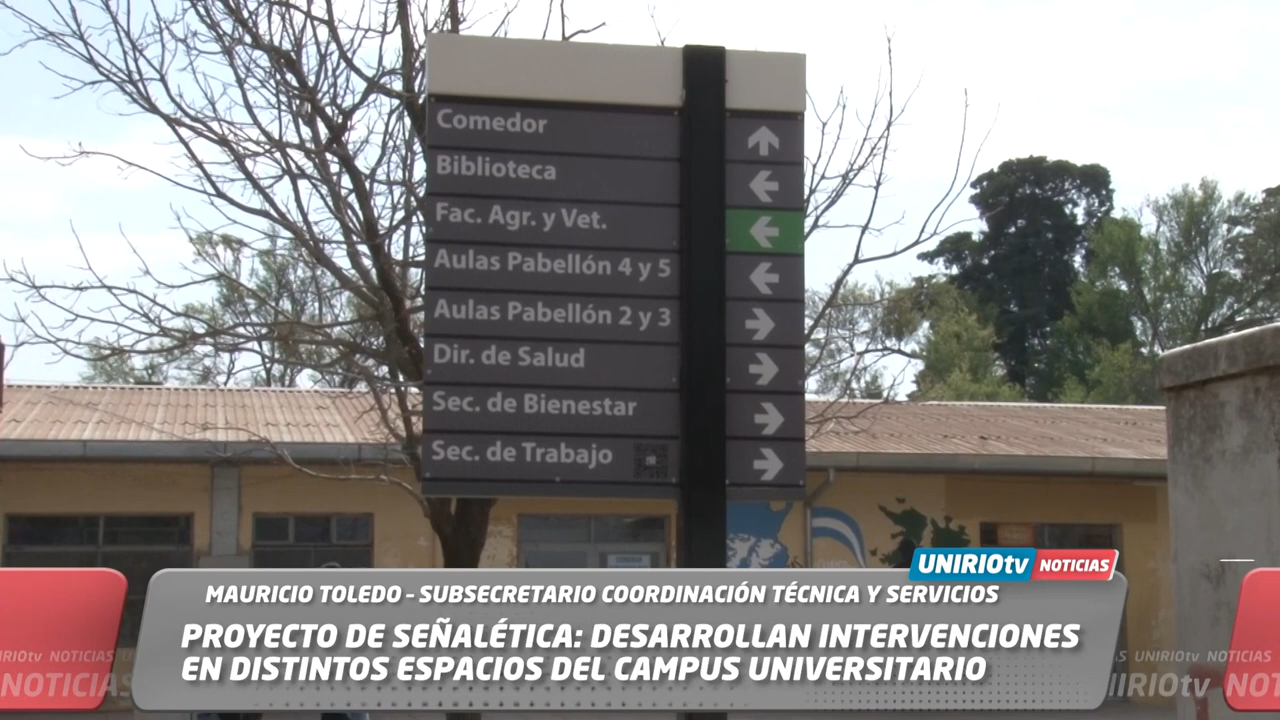 Comedor
Biblioteca
Fac. Agr. y Vet.
Aulas Pabellón 4 y 5
Aulas Pabellón 2 y 3
Dir. de Salud
Sec. de Bienestar
Sec. de Trabajo
UNIRIOtv NOTICIAS
MAURICIO TOLEDO - SUBSECRETARIO COORDINACIÓN TÉCNICA Y SERVICIOS
PROYECTO DE SEÑALÉTICA: DESARROLLAN INTERVENCIONES
EN DISTINTOS ESPACIOS DEL CAMPUS UNIVERSITARIO
UNIRIOtv NOTICIAS